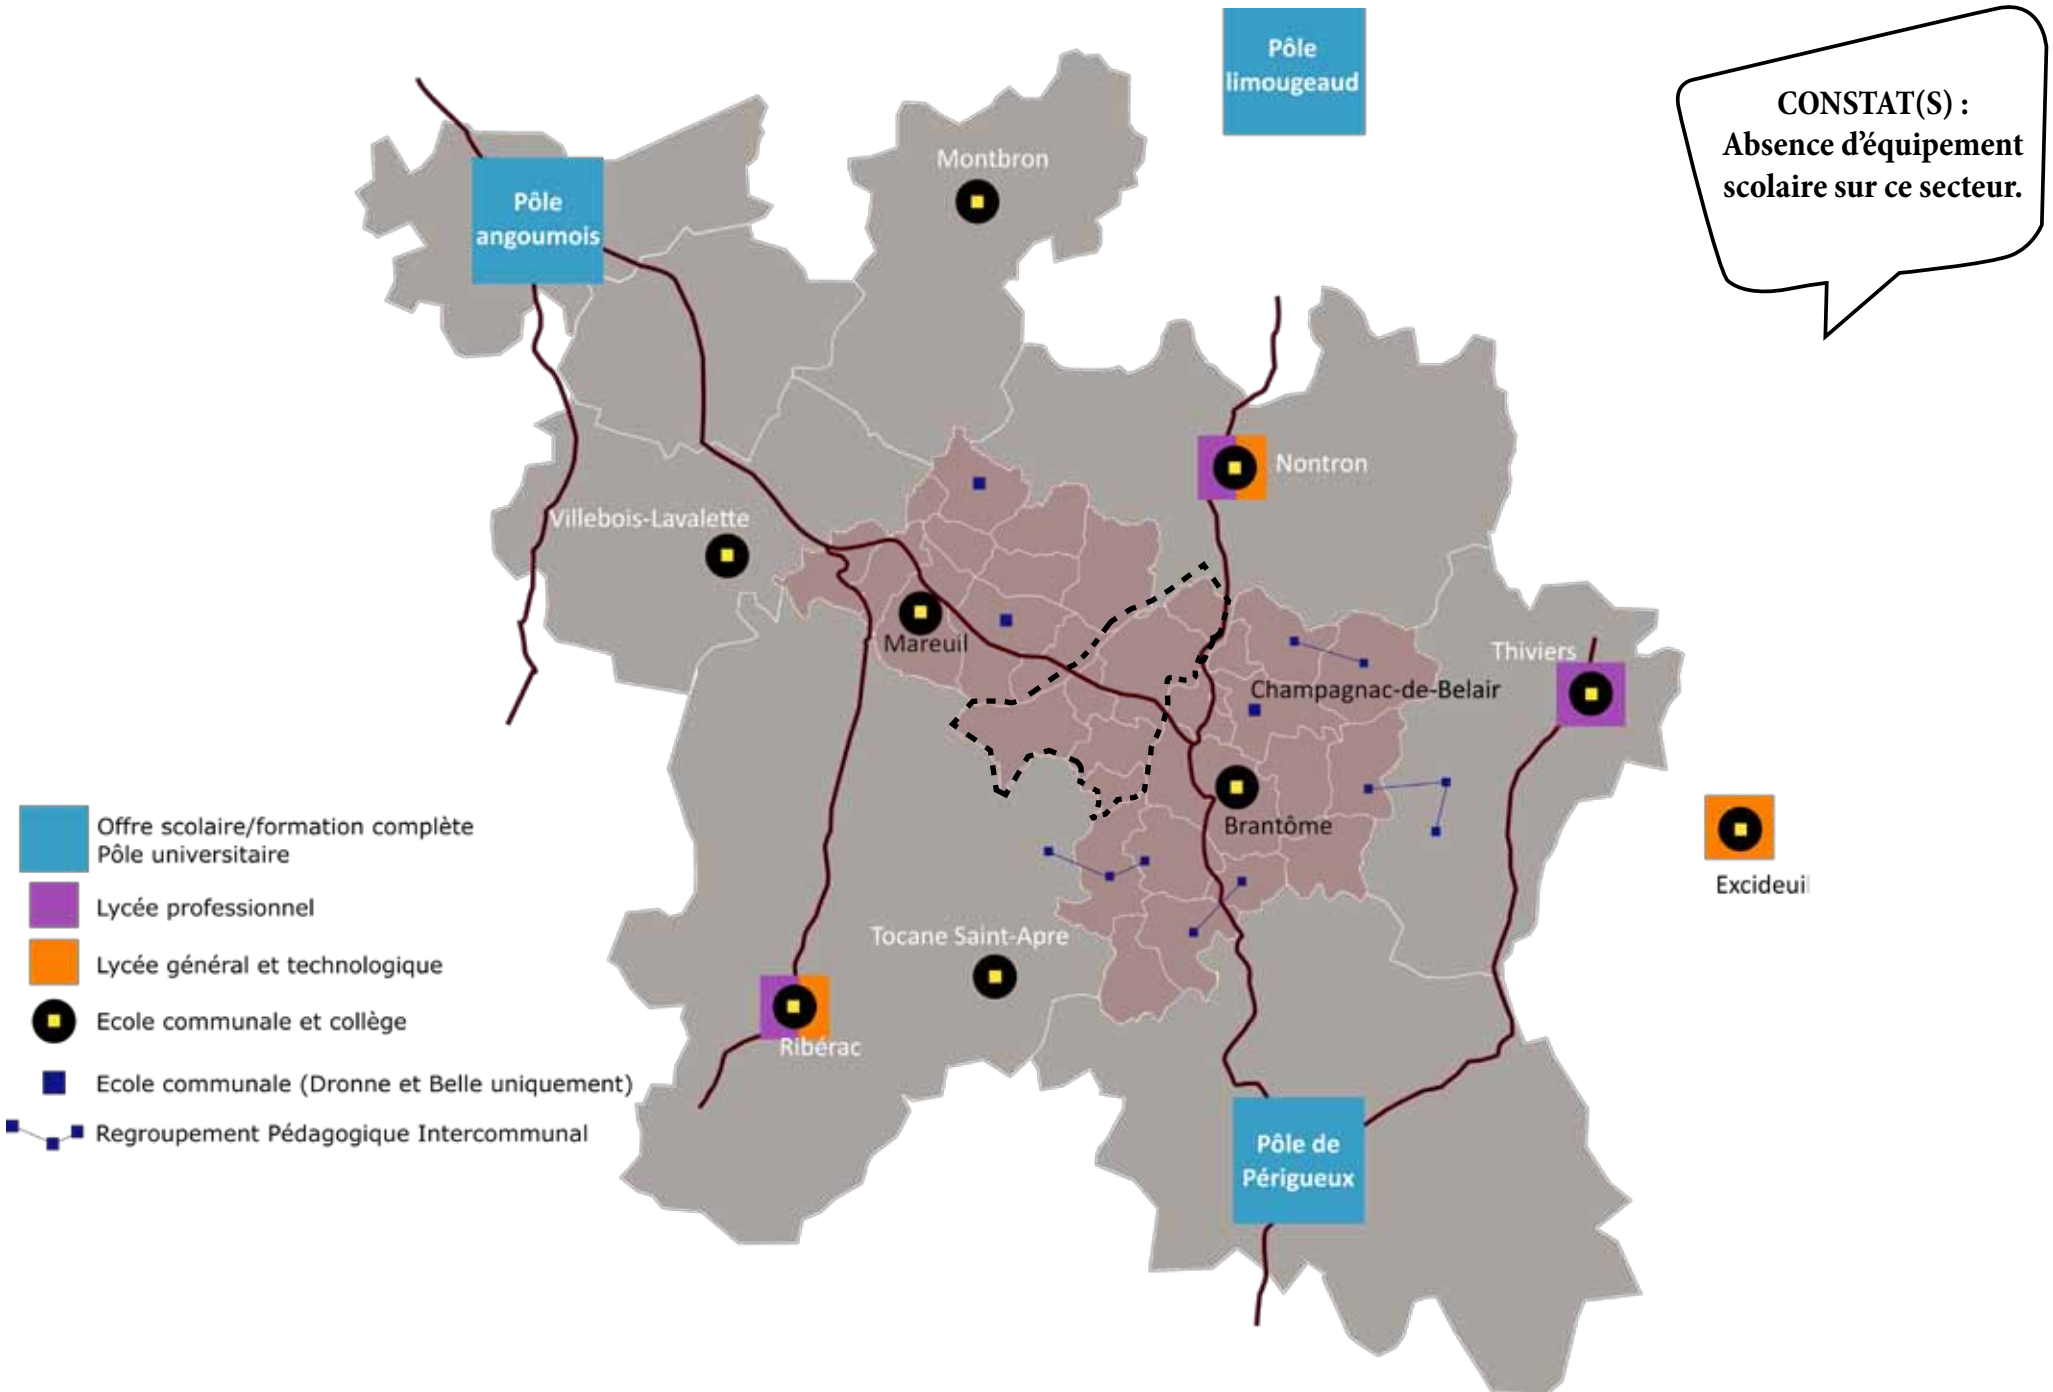 Pôle
limougeaud
CONSTAT(S) :
Absence d'équipement
scolaire sur ce secteur.
Montbron
Pôle
angoumois
Nontron
Villebois-Lavalette
Mareuil
Thiviers
Champagnac-de-Belair
Brantôme
Excideuil
Tocane Saint-Apre
Ribérac
Pôle de
Périgueux
Offre scolaire/formation complète
Pôle universitaire
Lycée professionnel
Lycée général et technologique
Ecole communale et collège
Ecole communale (Dronne et Belle uniquement)
Regroupement Pédagogique Intercommunal